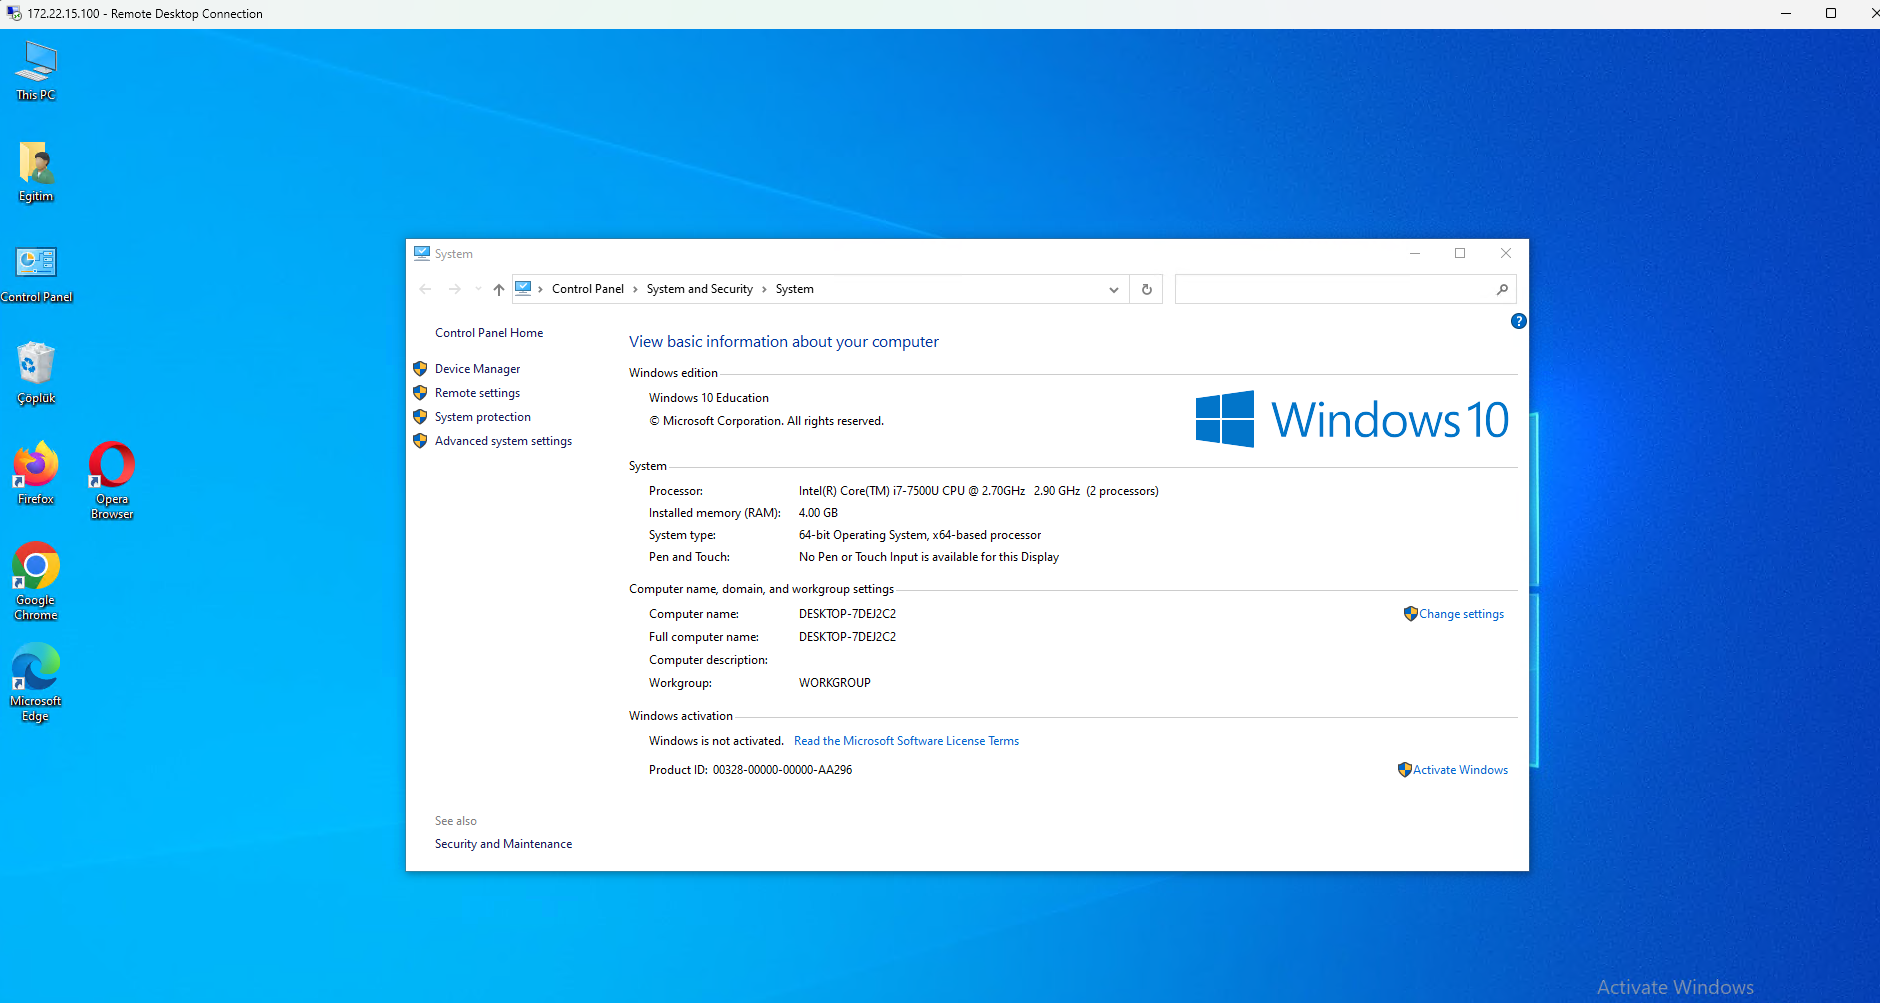 172.22.15.100 - Remote Desktop Connection
This PC
Egitim
Control Panel
Çöplük
Firefox
Opera
Browser
Google
Chrome
Microsoft
Edge
System
Control Panel > System and Security > System
Control Panel Home
Device Manager
Remote settings
System protection
Advanced system settings
See also
Security and Maintenance
?
View basic information about your computer
Windows edition
Windows 10 Education
© Microsoft Corporation. All rights reserved.
Windows 10
System
Processor: Intel(R) Core(TM) i7-7500U CPU @ 2.70GHz 2.90 GHz (2 processors)
Installed memory (RAM): 4.00 GB
System type: 64-bit Operating System, x64-based processor
Pen and Touch: No Pen or Touch Input is available for this Display
Computer name, domain, and workgroup settings
Computer name: DESKTOP-7DEJ2C2 Change settings
Full computer name: DESKTOP-7DEJ2C2
Computer description:
Workgroup: WORKGROUP
Windows activation
Windows is not activated. Read the Microsoft Software License Terms
Product ID: 00328-00000-00000-AA296 Activate Windows
Activate Windows